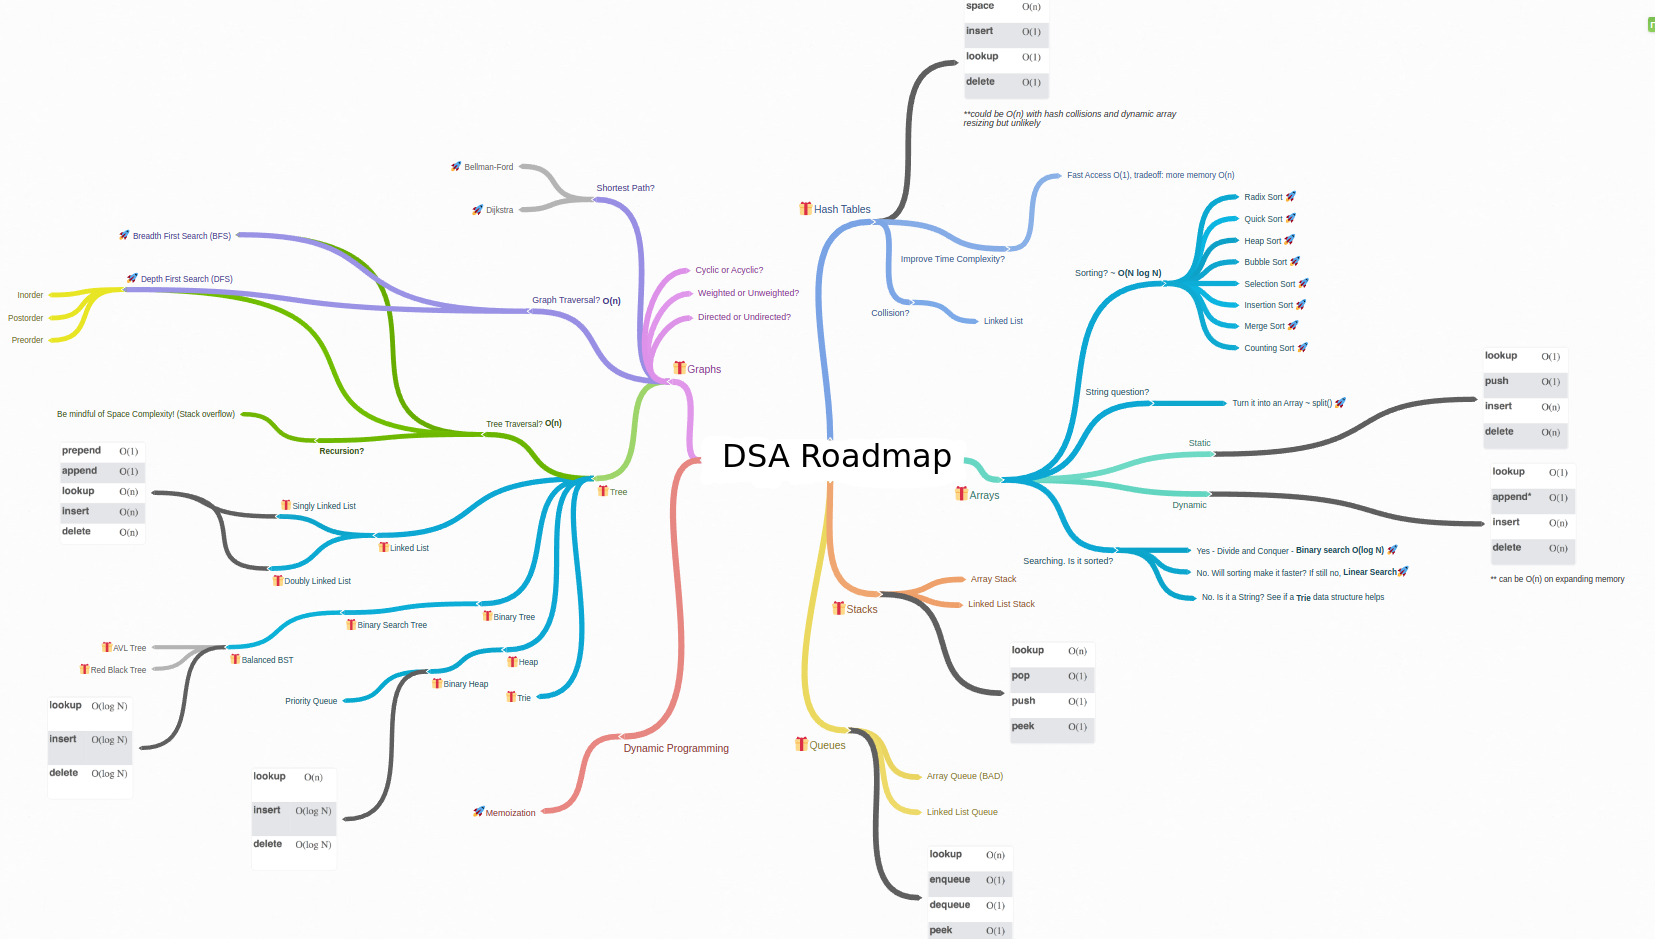 DSA Roadmap
Hash Tables
space O(n)
insert O(1)
lookup O(1)
delete O(1)
**could be O(n) with hash collisions and dynamic array
resizing but unlikely
Improve Time Complexity?
Fast Access O(1), tradeoff: more memory O(n)
Collision?
Linked List
Arrays
Sorting? ~ O(N log N)
Radix Sort
Quick Sort
Heap Sort
Bubble Sort
Selection Sort
Insertion Sort
Merge Sort
Counting Sort
String question?
Turn it into an Array ~ split()
Static
lookup O(1)
push O(1)
insert O(n)
delete O(n)
Dynamic
lookup O(1)
append* O(1)
insert O(n)
delete O(n)
** can be O(n) on expanding memory
Searching. Is it sorted?
Yes - Divide and Conquer - Binary search O(log N)
No. Will sorting make it faster? If still no, Linear Search
No. Is it a String? See if a Trie data structure helps
Stacks
Array Stack
Linked List Stack
lookup O(n)
pop O(1)
push O(1)
peek O(1)
Queues
Array Queue (BAD)
Linked List Queue
lookup O(n)
enqueue O(1)
dequeue O(1)
peek O(1)
Graphs
Shortest Path?
Bellman-Ford
Dijkstra
Cyclic or Acyclic?
Weighted or Unweighted?
Directed or Undirected?
Graph Traversal? O(n)
Breadth First Search (BFS)
Depth First Search (DFS)
Inorder
Postorder
Preorder
Tree
Tree Traversal? O(n)
Recursion?
Be mindful of Space Complexity! (Stack overflow)
Linked List
Singly Linked List
Doubly Linked List
prepend O(1)
append O(1)
lookup O(n)
insert O(n)
delete O(n)
Binary Tree
Binary Search Tree
Balanced BST
AVL Tree
Red Black Tree
lookup O(log N)
insert O(log N)
delete O(log N)
Heap
Binary Heap
Priority Queue
lookup O(n)
insert O(log N)
delete O(log N)
Trie
Dynamic Programming
Memoization